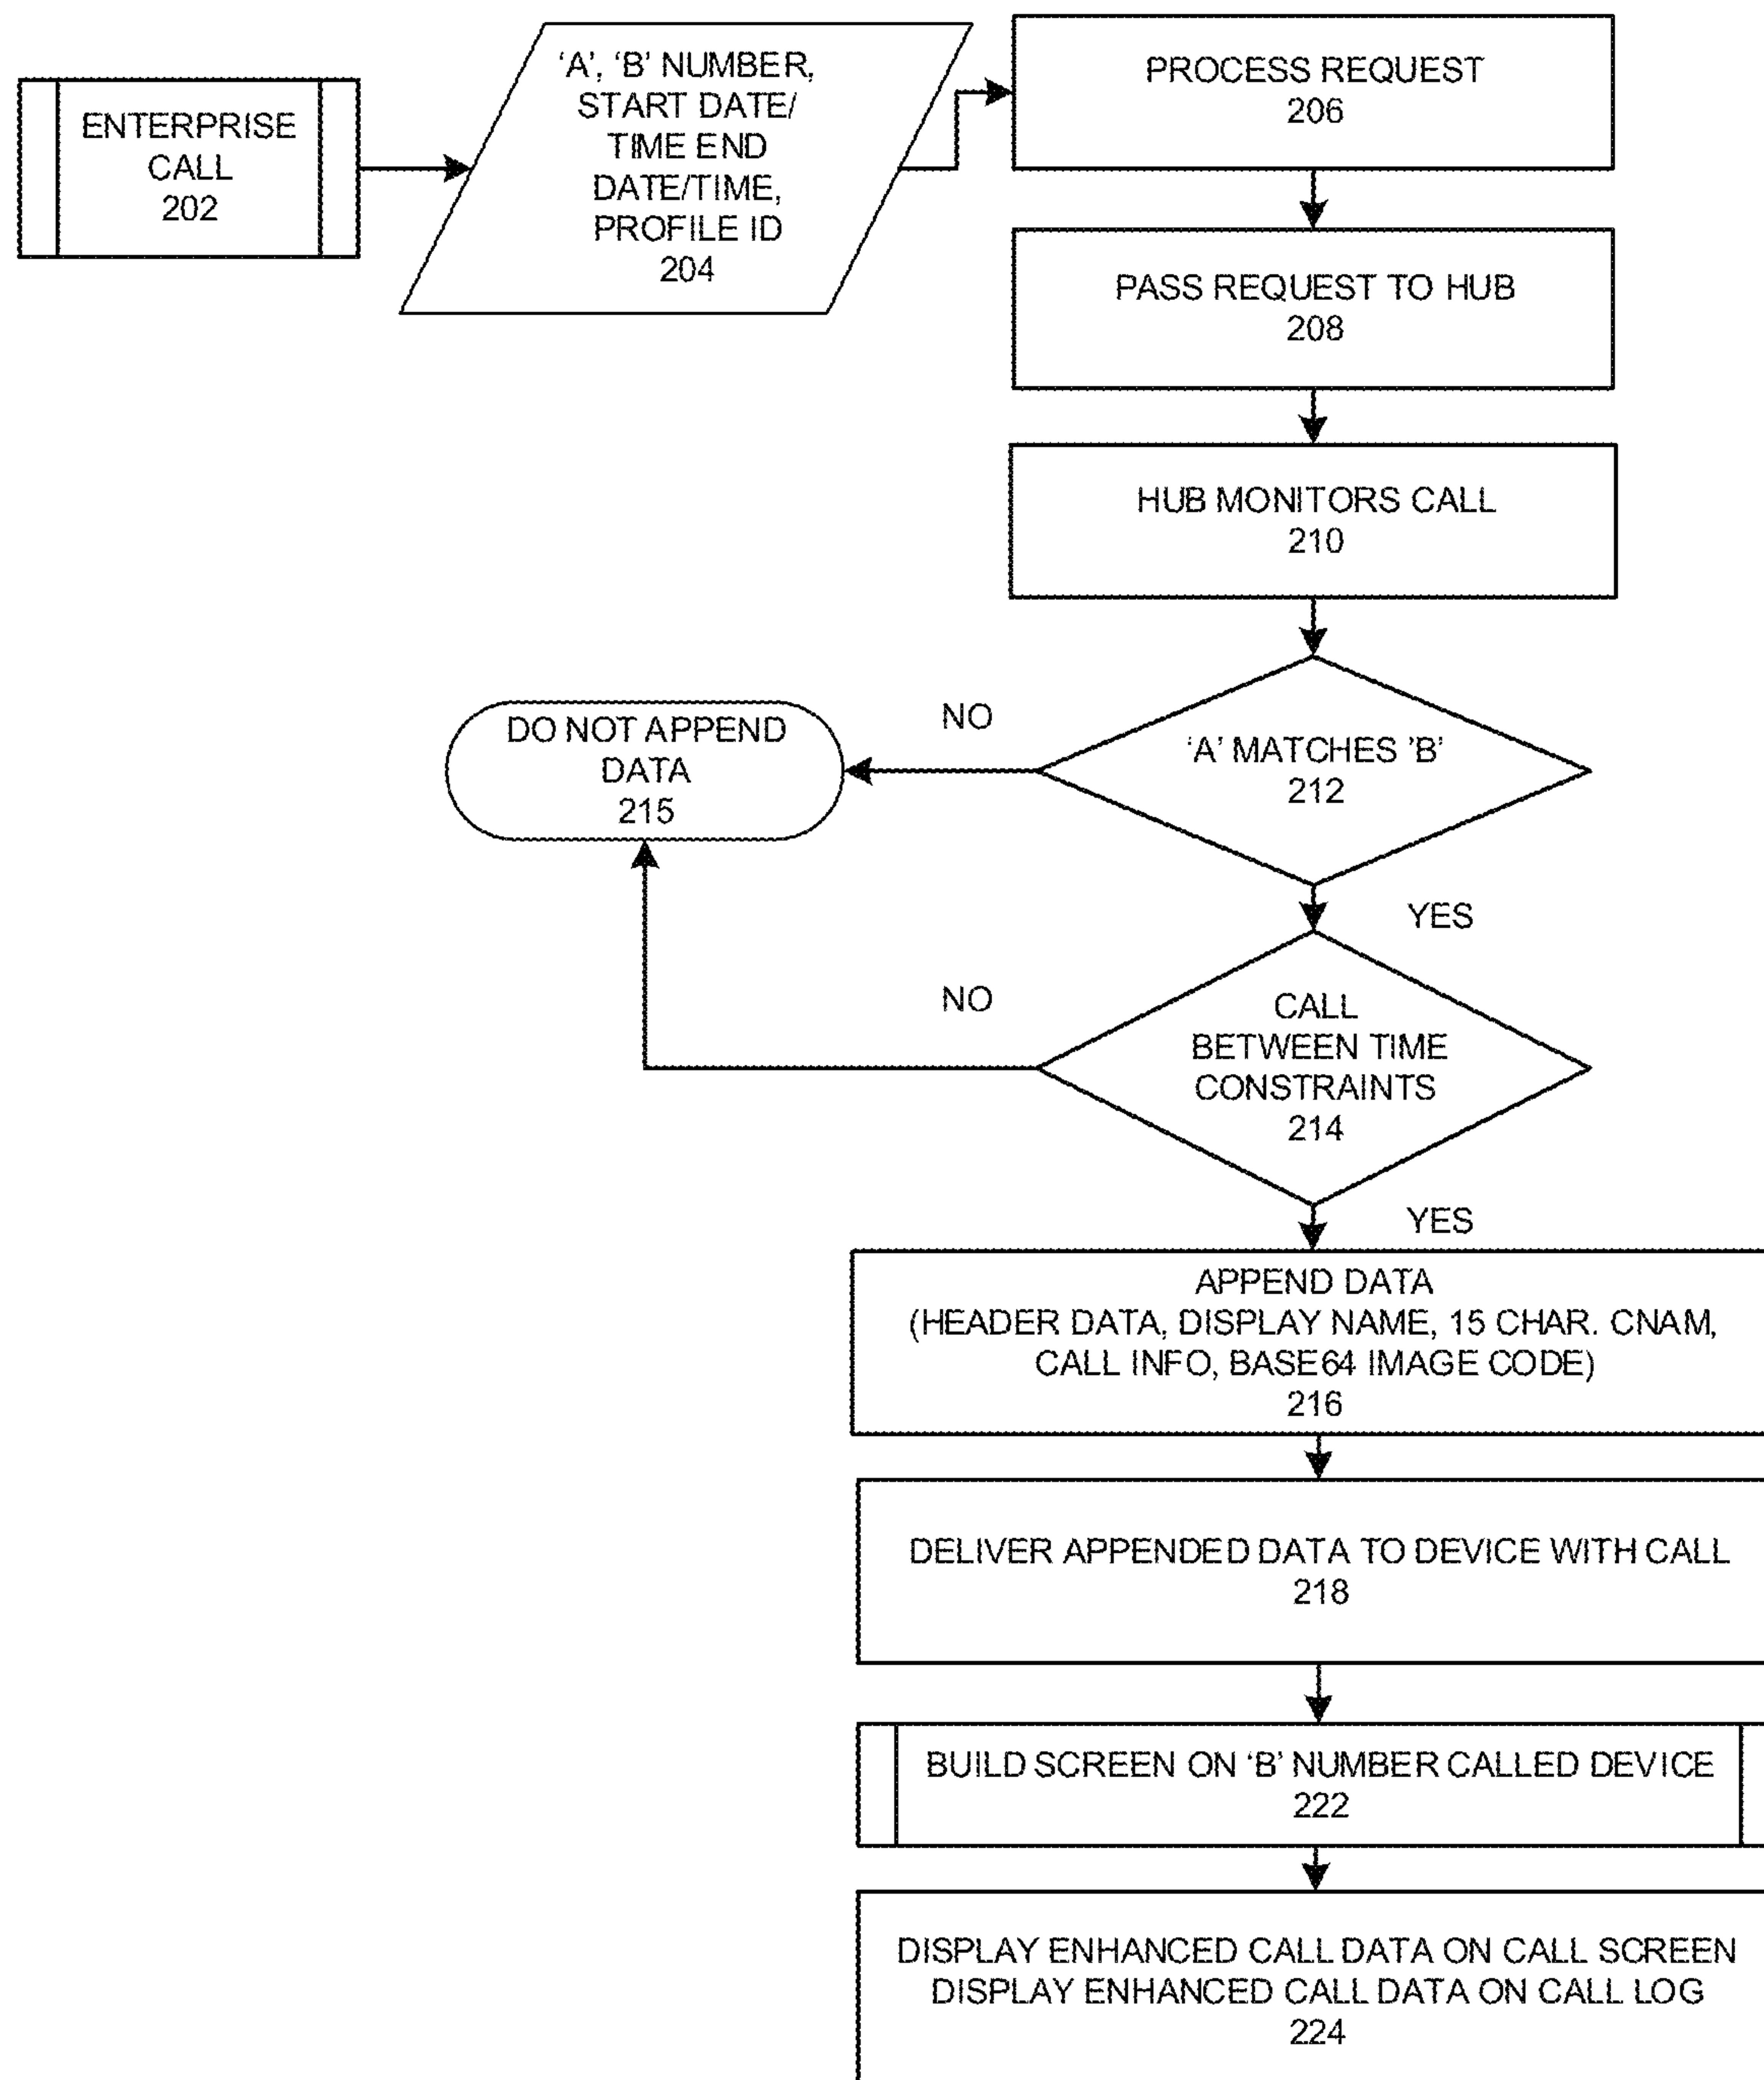 ENTERPRISE
CALL
202
‘A’, ‘B’ NUMBER,
START DATE/
TIME END
DATE/TIME,
PROFILE ID
204
PROCESS REQUEST
206
PASS REQUEST TO HUB
208
HUB MONITORS CALL
210
‘A’ MATCHES ’B’
212
NO
DO NOT APPEND
DATA
215
YES
CALL
BETWEEN TIME
CONSTRAINTS
214
NO
YES
APPEND DATA
(HEADER DATA, DISPLAY NAME, 15 CHAR. CNAM,
CALL INFO, BASE64 IMAGE CODE)
216
DELIVER APPENDED DATA TO DEVICE WITH CALL
218
BUILD SCREEN ON ‘B’ NUMBER CALLED DEVICE
222
DISPLAY ENHANCED CALL DATA ON CALL SCREEN
DISPLAY ENHANCED CALL DATA ON CALL LOG
224